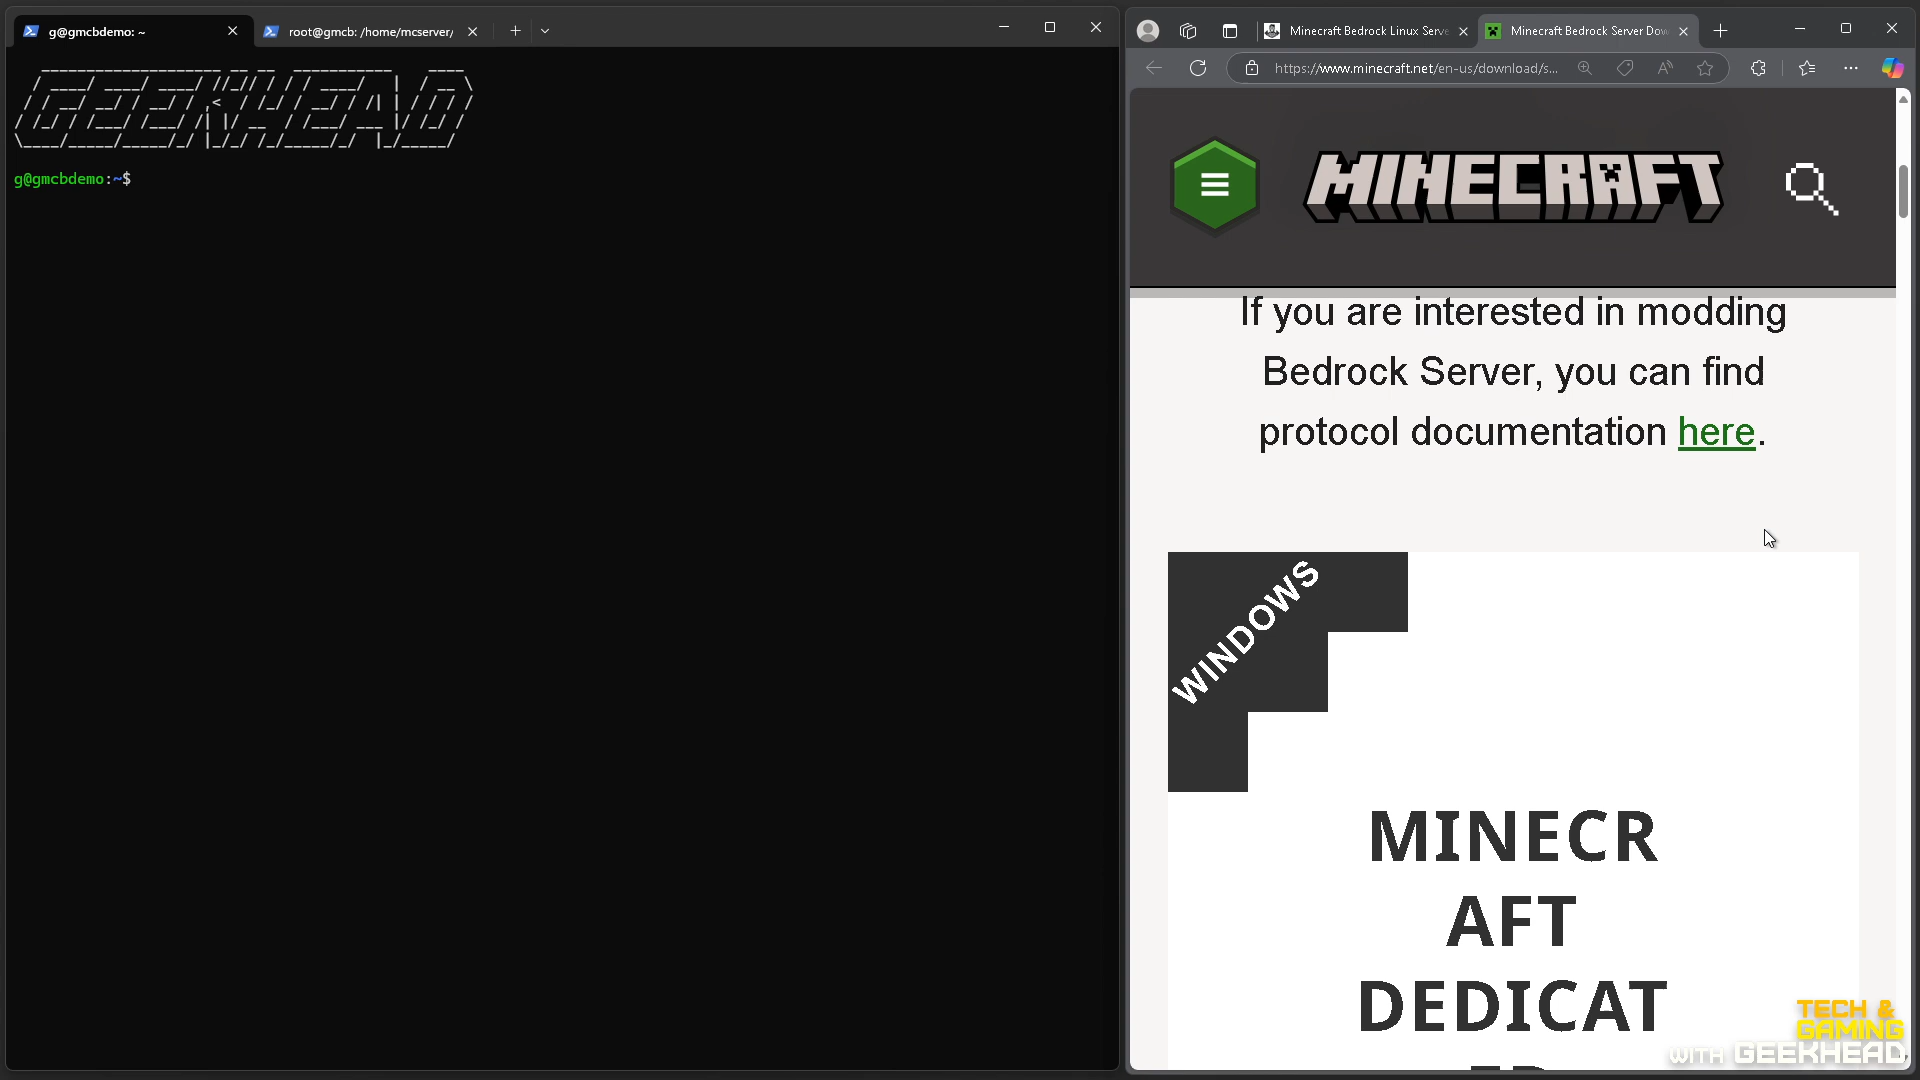 g@gmcbdemo: ~
root@gmcb: /home/mcserver/
GEEKHEAD
g@gmcbdemo:~$
Minecraft Bedrock Linux Serve
Minecraft Bedrock Server Dow
https://www.minecraft.net/en-us/download/s...
MINECRAFT
If you are interested in modding
Bedrock Server, you can find
protocol documentation here.
WINDOWS
MINECR
AFT
DEDICAT
ED
TECH &
GAMING
WITH GEEKHEAD